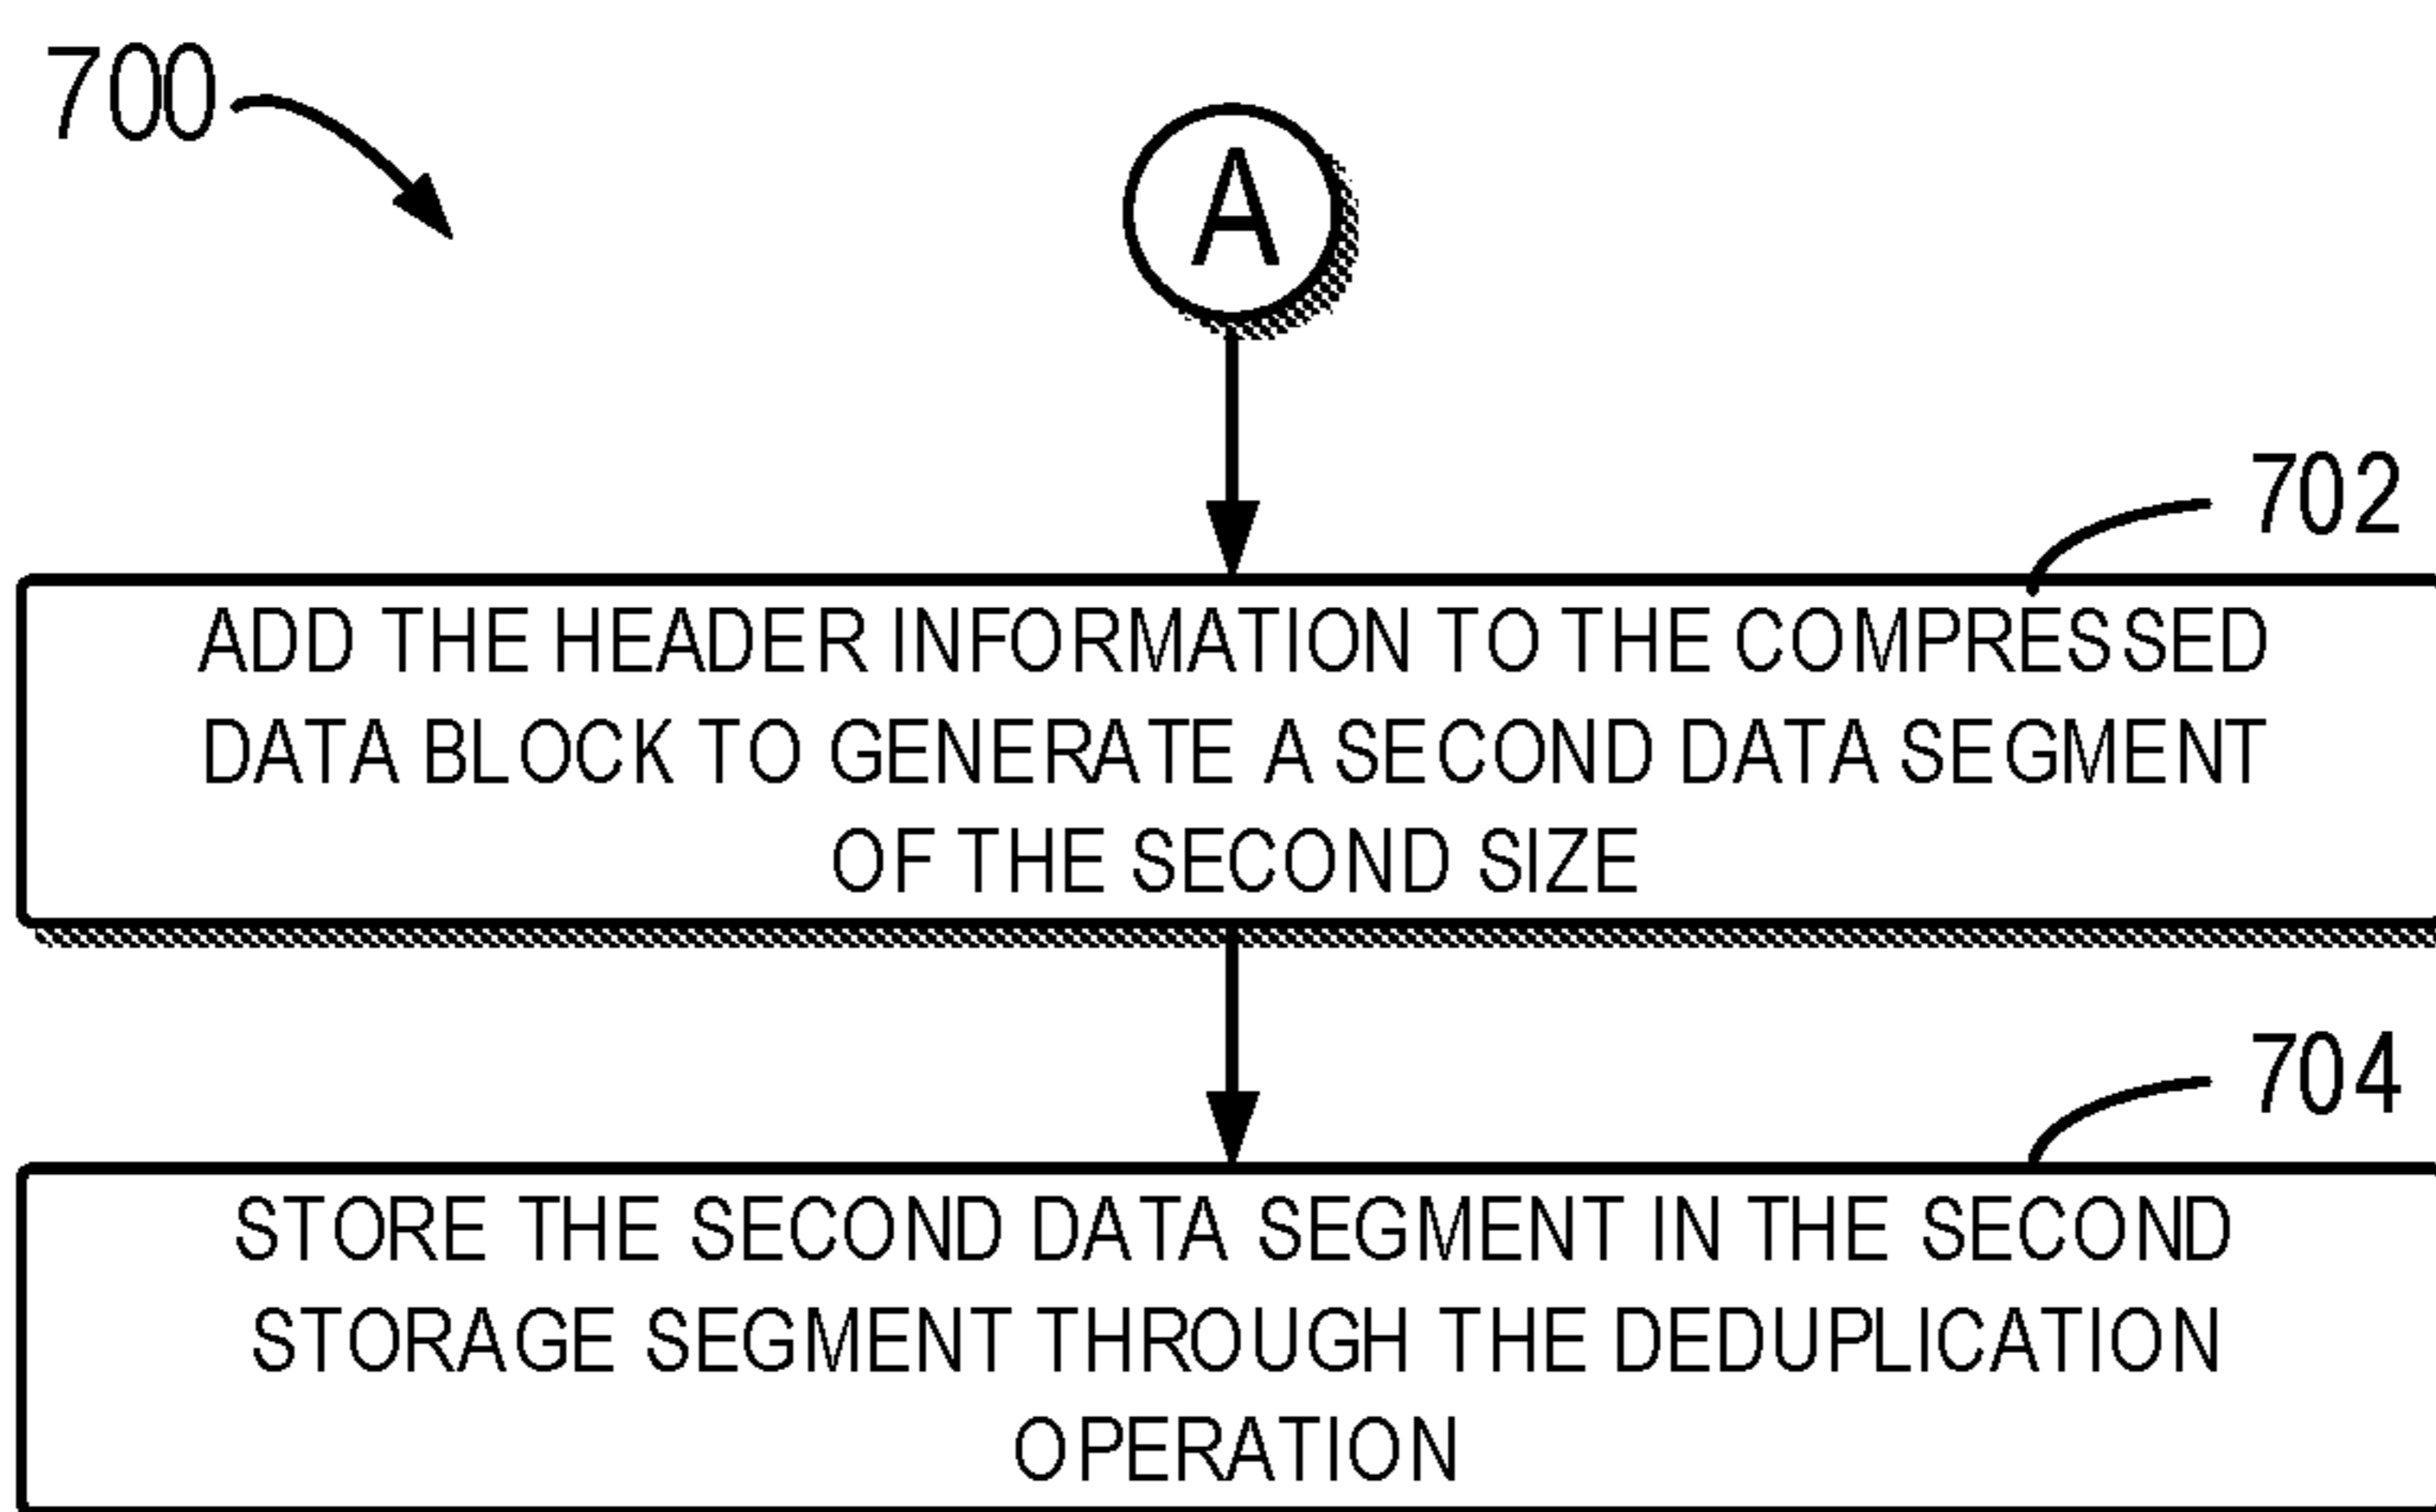 700
A
702
ADD THE HEADER INFORMATION TO THE COMPRESSED
DATA BLOCK TO GENERATE A SECOND DATA SEGMENT
OF THE SECOND SIZE
704
STORE THE SECOND DATA SEGMENT IN THE SECOND
STORAGE SEGMENT THROUGH THE DEDUPLICATION
OPERATION